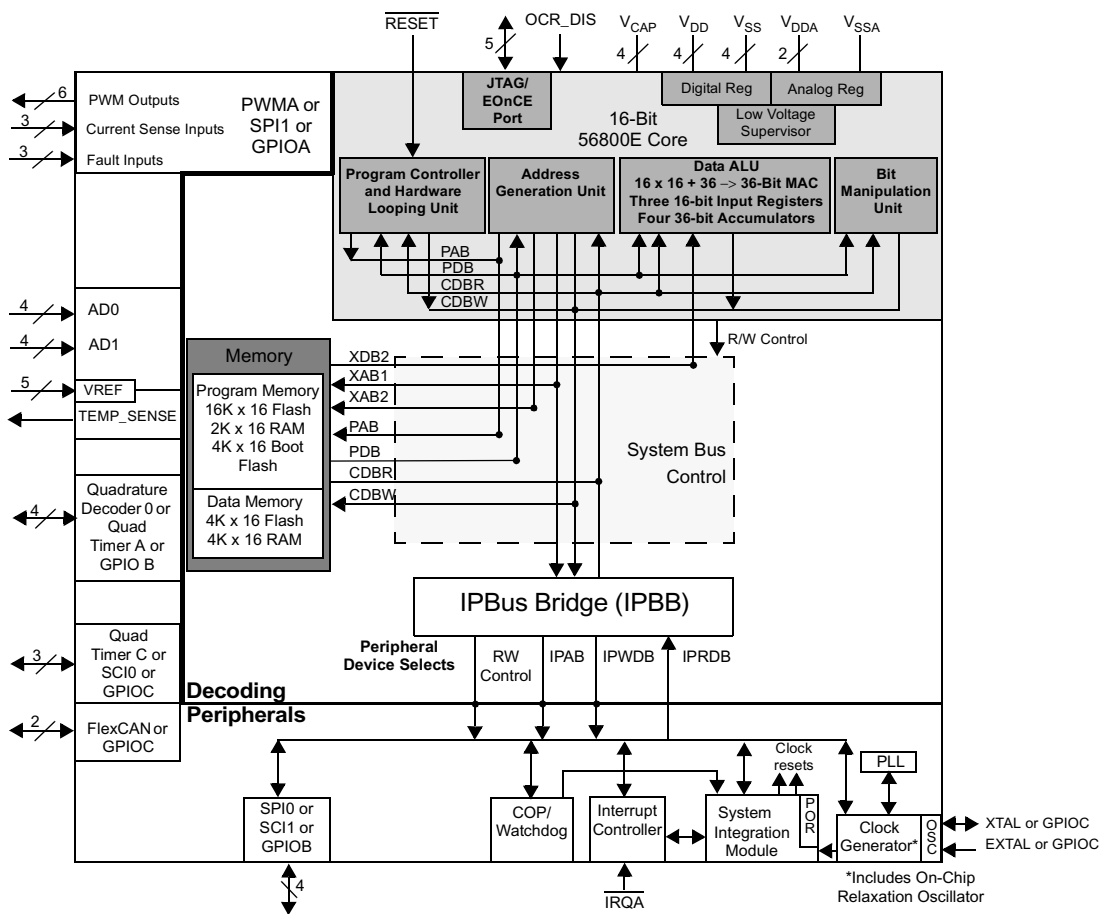 RESET
5
OCR_DIS
VCAP
VDD
VSS
VDDA
VSSA
4
4
4
2
6
PWM Outputs
3
Current Sense Inputs
3
Fault Inputs
PWMA or
SPI1 or
GPIOA
JTAG/
EOnCE
Port
Digital Reg
Analog Reg
Low Voltage
Supervisor
16-Bit
56800E Core
Program Controller
and Hardware
Looping Unit
Address
Generation Unit
Data ALU
16 x 16 + 36 -> 36-Bit MAC
Three 16-bit Input Registers
Four 36-bit Accumulators
Bit
Manipulation
Unit
PAB
PDB
CDBR
CDBW
4
AD0
4
AD1
5
VREF
TEMP_SENSE
R/W Control
Memory
Program Memory
16K x 16 Flash
2K x 16 RAM
4K x 16 Boot
Flash
Data Memory
4K x 16 Flash
4K x 16 RAM
XDB2
XAB1
XAB2
PAB
PDB
CDBR
CDBW
System Bus
Control
4
Quadrature
Decoder 0 or
Quad
Timer A or
GPIO B
IPBus Bridge (IPBB)
3
Quad
Timer C or
SCI0 or
GPIOC
Peripheral
Device Selects
RW
Control
IPAB
IPWDB
IPRDB
Decoding
Peripherals
2
FlexCAN or
GPIOC
Clock
resets
PLL
SPI0 or
SCI1 or
GPIOB
4
COP/
Watchdog
Interrupt
Controller
IRQA
System
Integration
Module
POR
Clock
Generator*
OSC
XTAL or GPIOC
EXTAL or GPIOC
*Includes On-Chip
Relaxation Oscillator